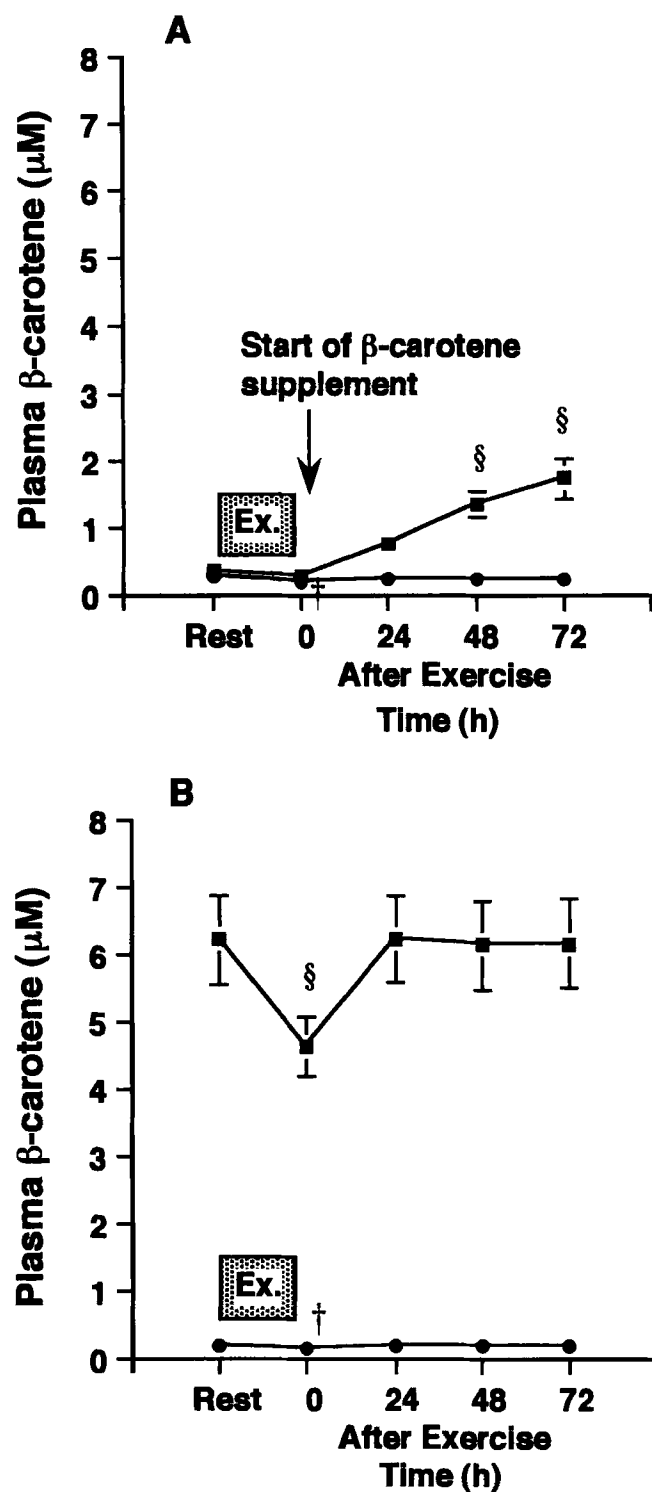 A
Plasma β-carotene (μM)
8
7
6
5
4
3
2
1
0
Start of β-carotene
supplement
§
§
Ex.
†
Rest
0
24
48
72
After Exercise
Time (h)
B
Plasma β-carotene (μM)
8
7
6
5
4
3
2
1
0
§
Ex.
†
Rest
0
24
48
72
After Exercise
Time (h)